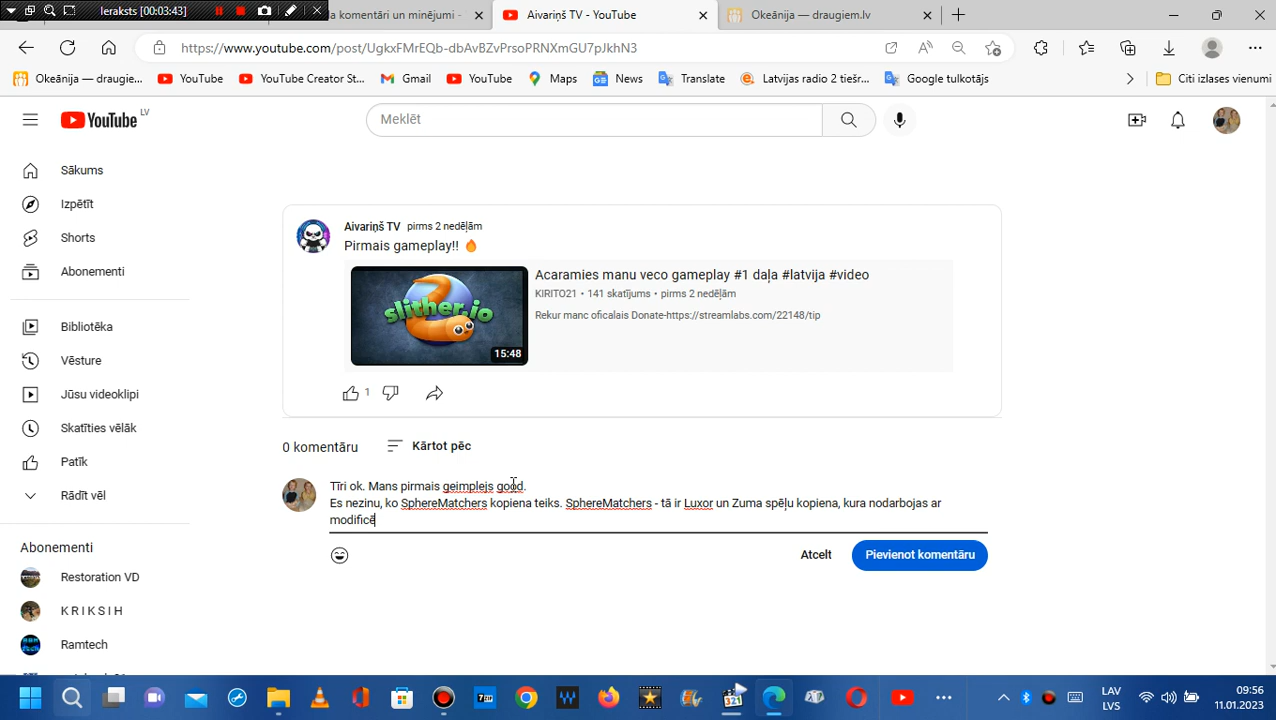 Ieraksts [00:03:43]
a komentāri un minējumi -
Aivariņš TV - YouTube
Okeānija — draugiem.lv
https://www.youtube.com/post/UgkxFMrEQb-dbAvBZvPrsoPRNXmGU7pJkhN3
Okeānija — draugie...
YouTube
YouTube Creator St...
Gmail
YouTube
Maps
News
Translate
Latvijas radio 2 tiešr...
Google tulkotājs
Citi izlases vienumi
YouTube LV
Meklēt
Sākums
Izpētīt
Shorts
Abonementi
Bibliotēka
Vēsture
Jūsu videoklipi
Skatīties vēlāk
Patīk
Rādīt vēl
Abonementi
Restoration VD
K R I K S I H
Ramtech
Aivariņš TV pirms 2 nedēļām
Pirmais gameplay!! 🔥
slither.io
15:48
Acaramies manu veco gameplay #1 daļa #latvija #video
KIRITO21 • 141 skatījums • pirms 2 nedēļām
Rekur manc oficalais Donate-https://streamlabs.com/22148/tip
1
0 komentāru
Kārtot pēc
Tīri ok. Mans pirmais geimplejs good.
Es nezinu, ko SphereMatchers kopiena teiks. SphereMatchers - tā ir Luxor un Zuma spēļu kopiena, kura nodarbojas ar
modificē
Atcelt
Pievienot komentāru
LAV
LVS
09:56
11.01.2023